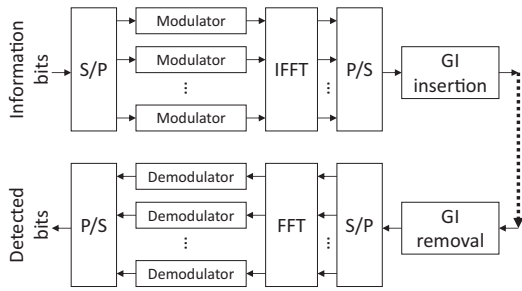 Information
bits
S/P
Modulator
Modulator
...
Modulator
IFFT
...
P/S
GI
insertion
Detected
bits
P/S
Demodulator
Demodulator
...
Demodulator
FFT
...
S/P
GI
removal